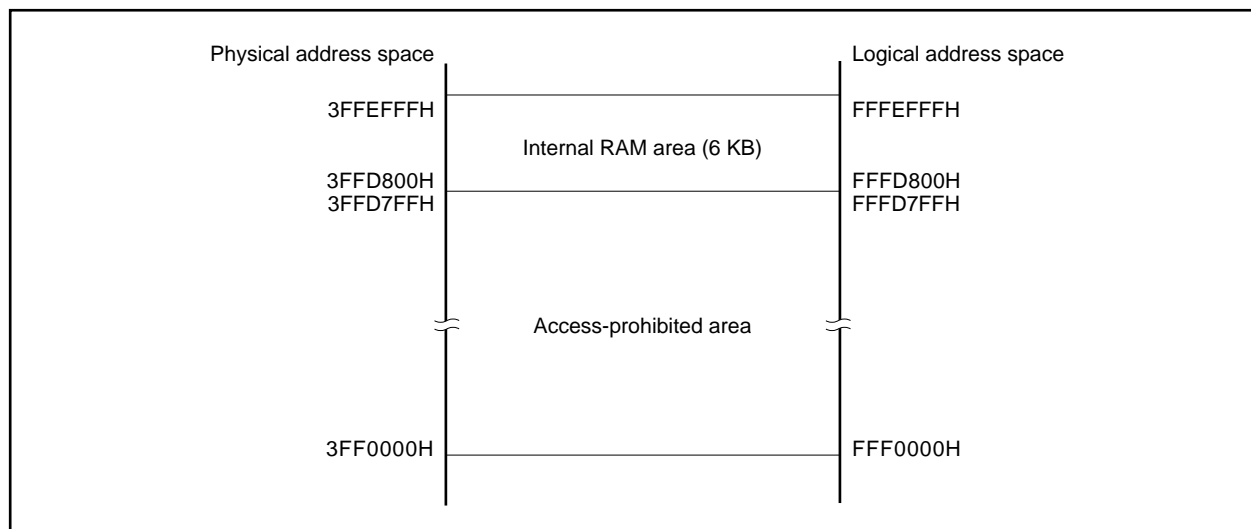 Physical address space
Logical address space
3FFEFFFH
FFFEFFFH
Internal RAM area (6 KB)
3FFD800H
FFFD800H
3FFD7FFH
FFFD7FFH
Access-prohibited area
3FF0000H
FFF0000H